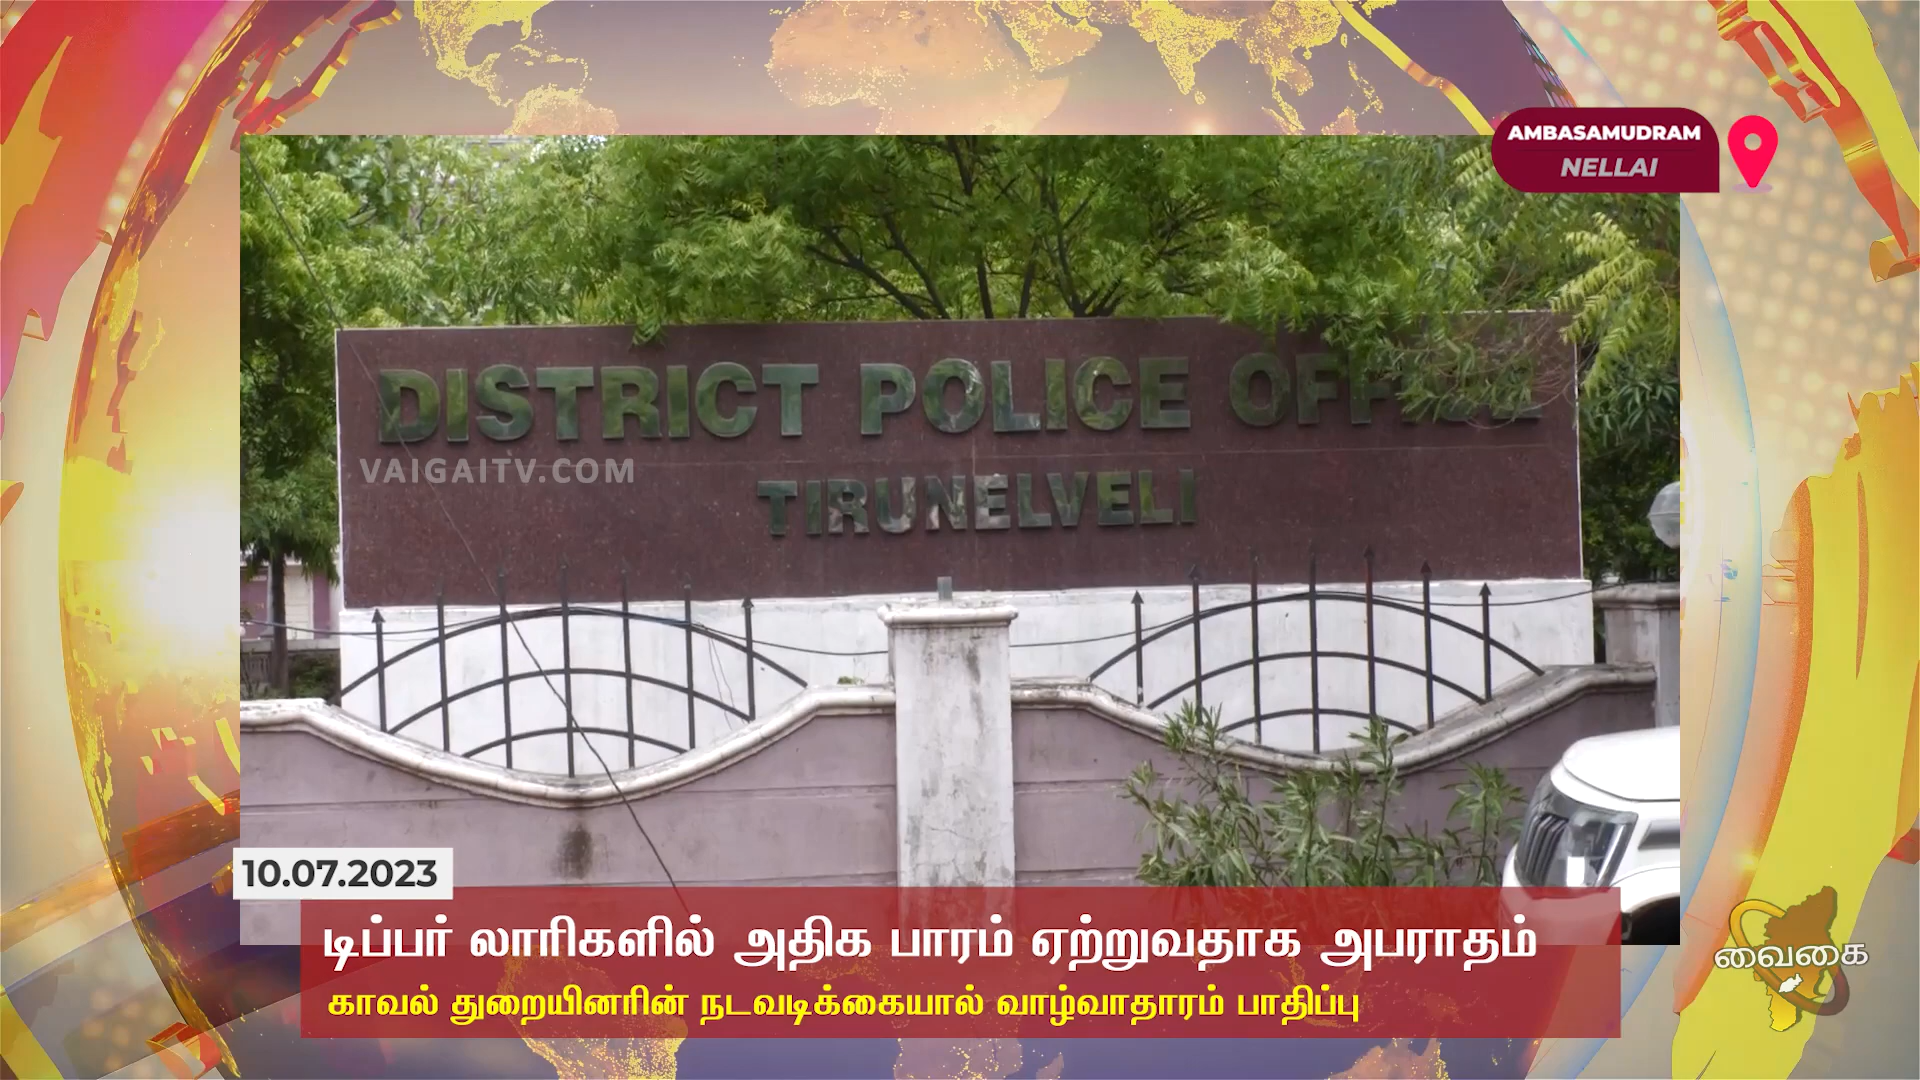 AMBASAMUDRAM
NELLAI
DISTRICT POLICE OFFICE
VAIGAITV.COM
TIRUNELVELI
10.07.2023
டிப்பர் லாரிகளில் அதிக பாரம் ஏற்றுவதாக அபராதம்
காவல் துறையினரின் நடவடிக்கையால் வாழ்வாதாரம் பாதிப்பு
வைகை